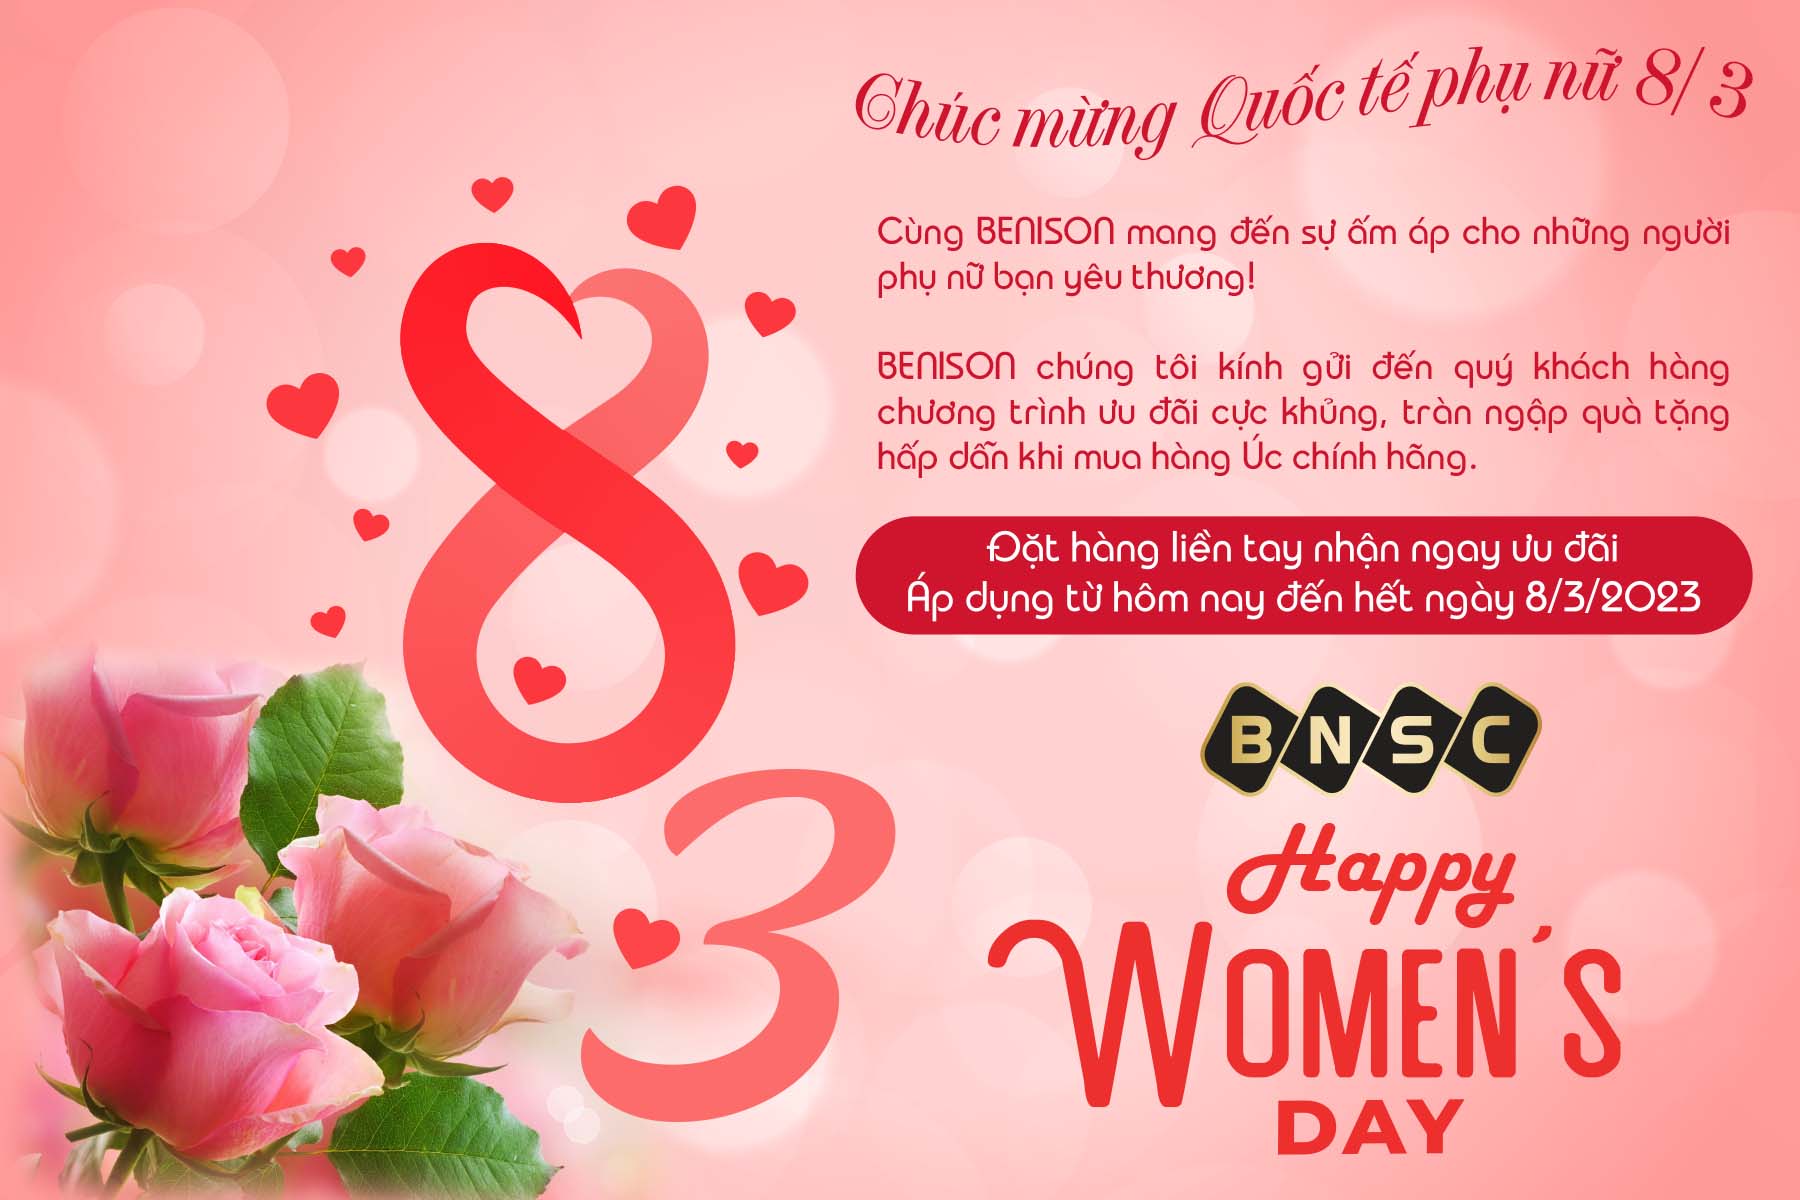 Chúc mừng Quốc tế phụ nữ 8/3
Cùng BENISON mang đến sự ấm áp cho những người
phụ nữ bạn yêu thương!
BENISON chúng tôi kính gửi đến quý khách hàng
chương trình ưu đãi cực khủng, tràn ngập quà tặng
hấp dẫn khi mua hàng Úc chính hãng.
Đặt hàng liền tay nhận ngay ưu đãi
Áp dụng từ hôm nay đến hết ngày 8/3/2023
8
3
BNSC
Happy
WOMEN'S
DAY